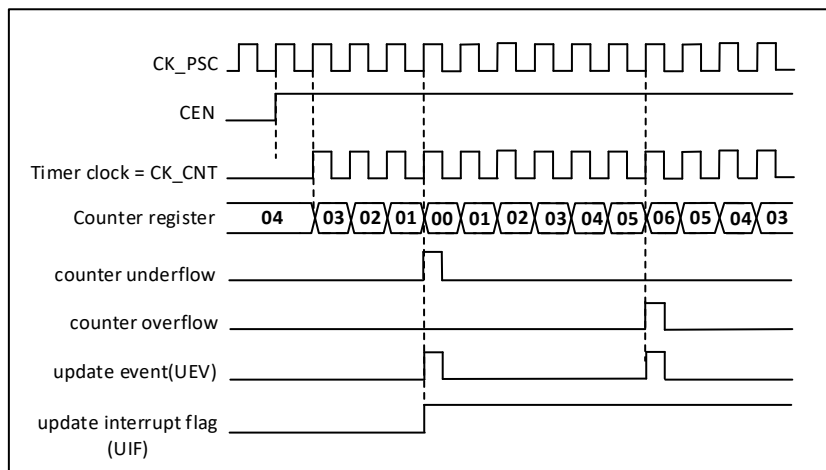 CK_PSC
CEN
Timer clock = CK_CNT
Counter register 04 03 02 01 00 01 02 03 04 05 06 05 04 03
counter underflow
counter overflow
update event(UEV)
update interrupt flag
(UIF)